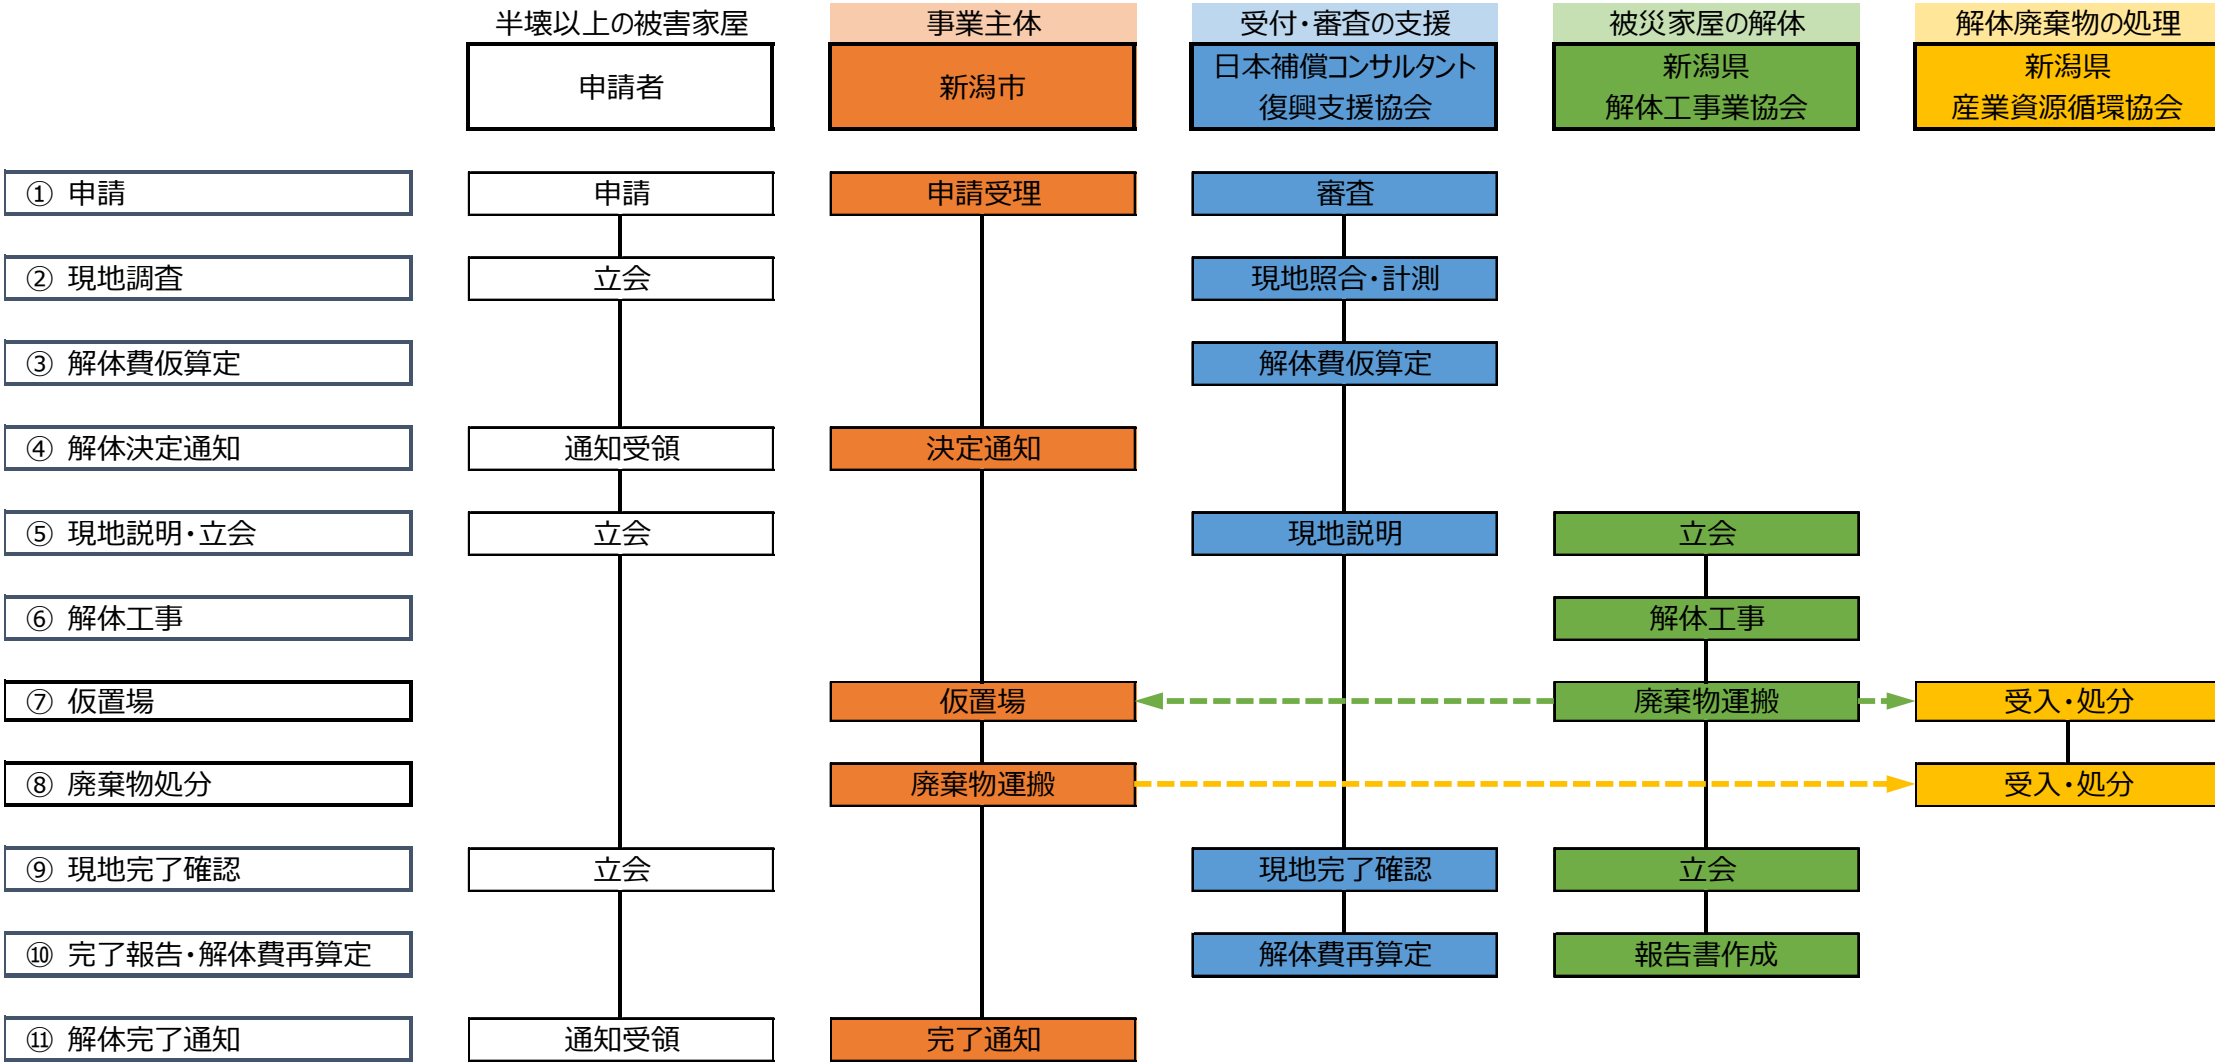 半壊以上の被害家屋
事業主体
受付・審査の支援
被災家屋の解体
解体廃棄物の処理
申請者
新潟市
日本補償コンサルタント
復興支援協会
新潟県
解体工事業協会
新潟県
産業資源循環協会
① 申請
申請
申請受理
審査
② 現地調査
立会
現地照合・計測
③ 解体費仮算定
解体費仮算定
④ 解体決定通知
通知受領
決定通知
⑤ 現地説明・立会
立会
現地説明
立会
⑥ 解体工事
解体工事
⑦ 仮置場
仮置場
廃棄物運搬
受入・処分
⑧ 廃棄物処分
廃棄物運搬
受入・処分
⑨ 現地完了確認
立会
現地完了確認
立会
⑩ 完了報告・解体費再算定
解体費再算定
報告書作成
⑪ 解体完了通知
通知受領
完了通知